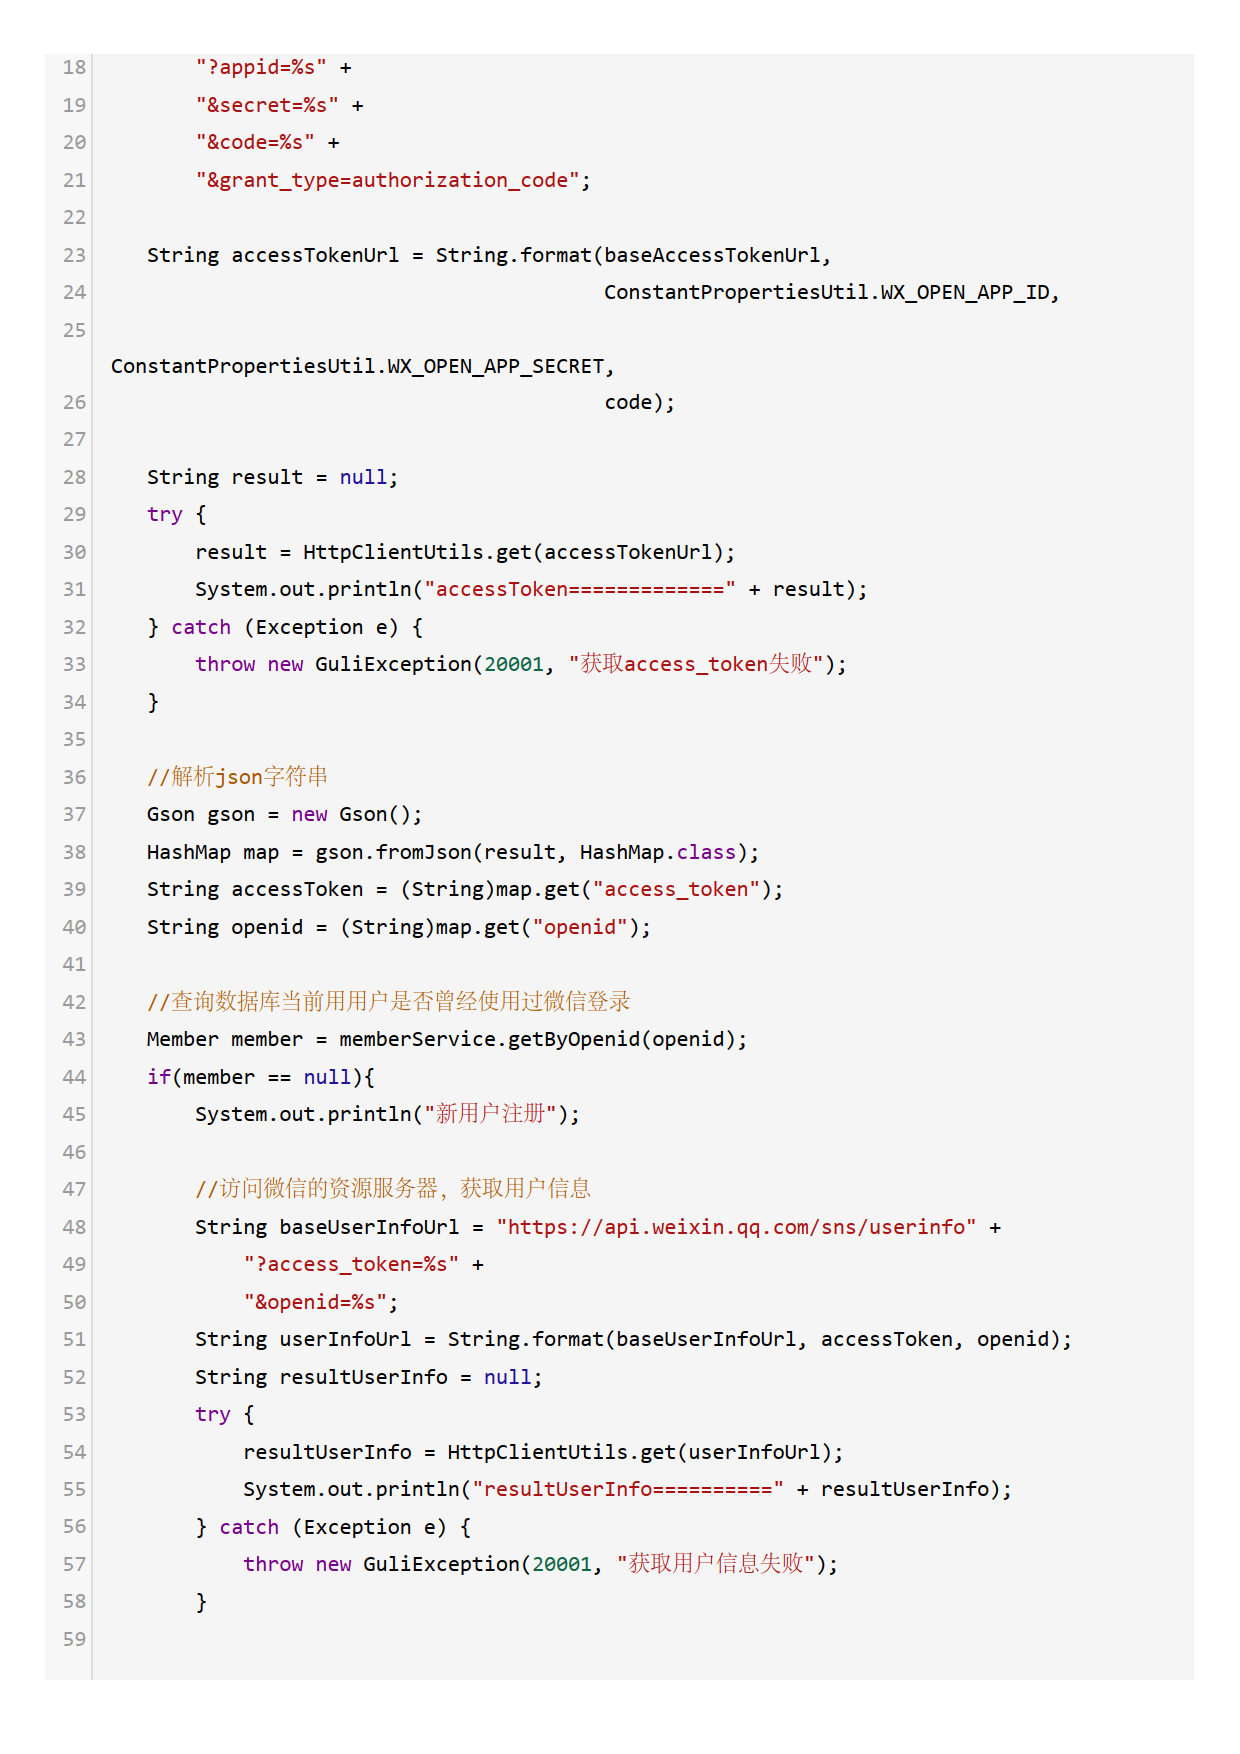 18 "?appid=%s" +
19 "&secret=%s" +
20 "&code=%s" +
21 "&grant_type=authorization_code";
22
23 String accessTokenUrl = String.format(baseAccessTokenUrl,
24 ConstantPropertiesUtil.WX_OPEN_APP_ID,
25
ConstantPropertiesUtil.WX_OPEN_APP_SECRET,
26 code);
27
28 String result = null;
29 try {
30 result = HttpClientUtils.get(accessTokenUrl);
31 System.out.println("accessToken=============" + result);
32 } catch (Exception e) {
33 throw new GuliException(20001, "获取access_token失败");
34 }
35
36 //解析json字符串
37 Gson gson = new Gson();
38 HashMap map = gson.fromJson(result, HashMap.class);
39 String accessToken = (String)map.get("access_token");
40 String openid = (String)map.get("openid");
41
42 //查询数据库当前用用户是否曾经使用过微信登录
43 Member member = memberService.getByOpenid(openid);
44 if(member == null){
45 System.out.println("新用户注册");
46
47 //访问微信的资源服务器，获取用户信息
48 String baseUserInfoUrl = "https://api.weixin.qq.com/sns/userinfo" +
49 "?access_token=%s" +
50 "&openid=%s";
51 String userInfoUrl = String.format(baseUserInfoUrl, accessToken, openid);
52 String resultUserInfo = null;
53 try {
54 resultUserInfo = HttpClientUtils.get(userInfoUrl);
55 System.out.println("resultUserInfo==========" + resultUserInfo);
56 } catch (Exception e) {
57 throw new GuliException(20001, "获取用户信息失败");
58 }
59